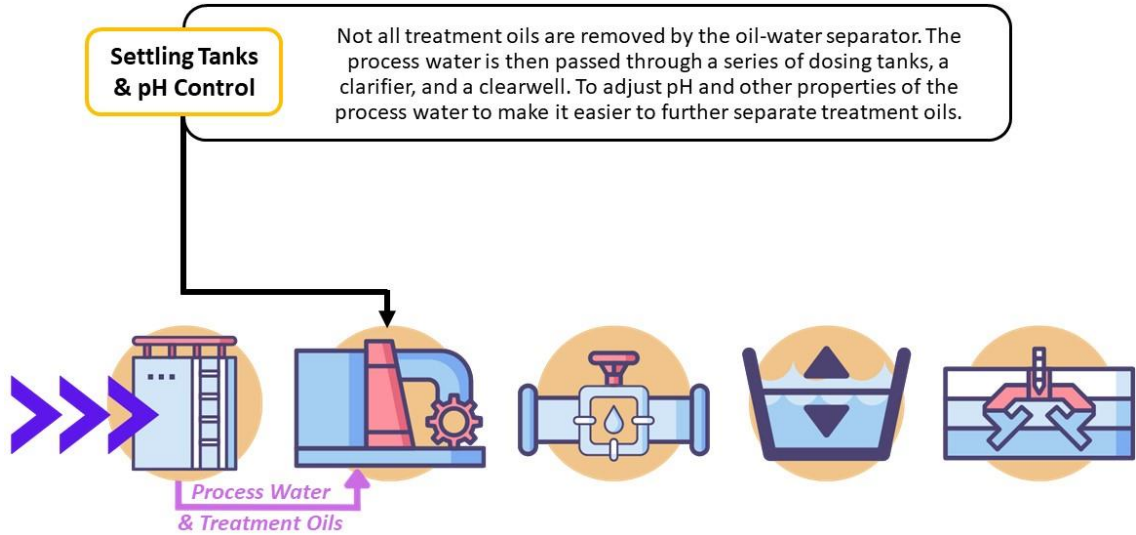 Settling Tanks
& pH Control
Not all treatment oils are removed by the oil-water separator. The
process water is then passed through a series of dosing tanks, a
clarifier, and a clearwell. To adjust pH and other properties of the
process water to make it easier to further separate treatment oils.
Process Water
& Treatment Oils